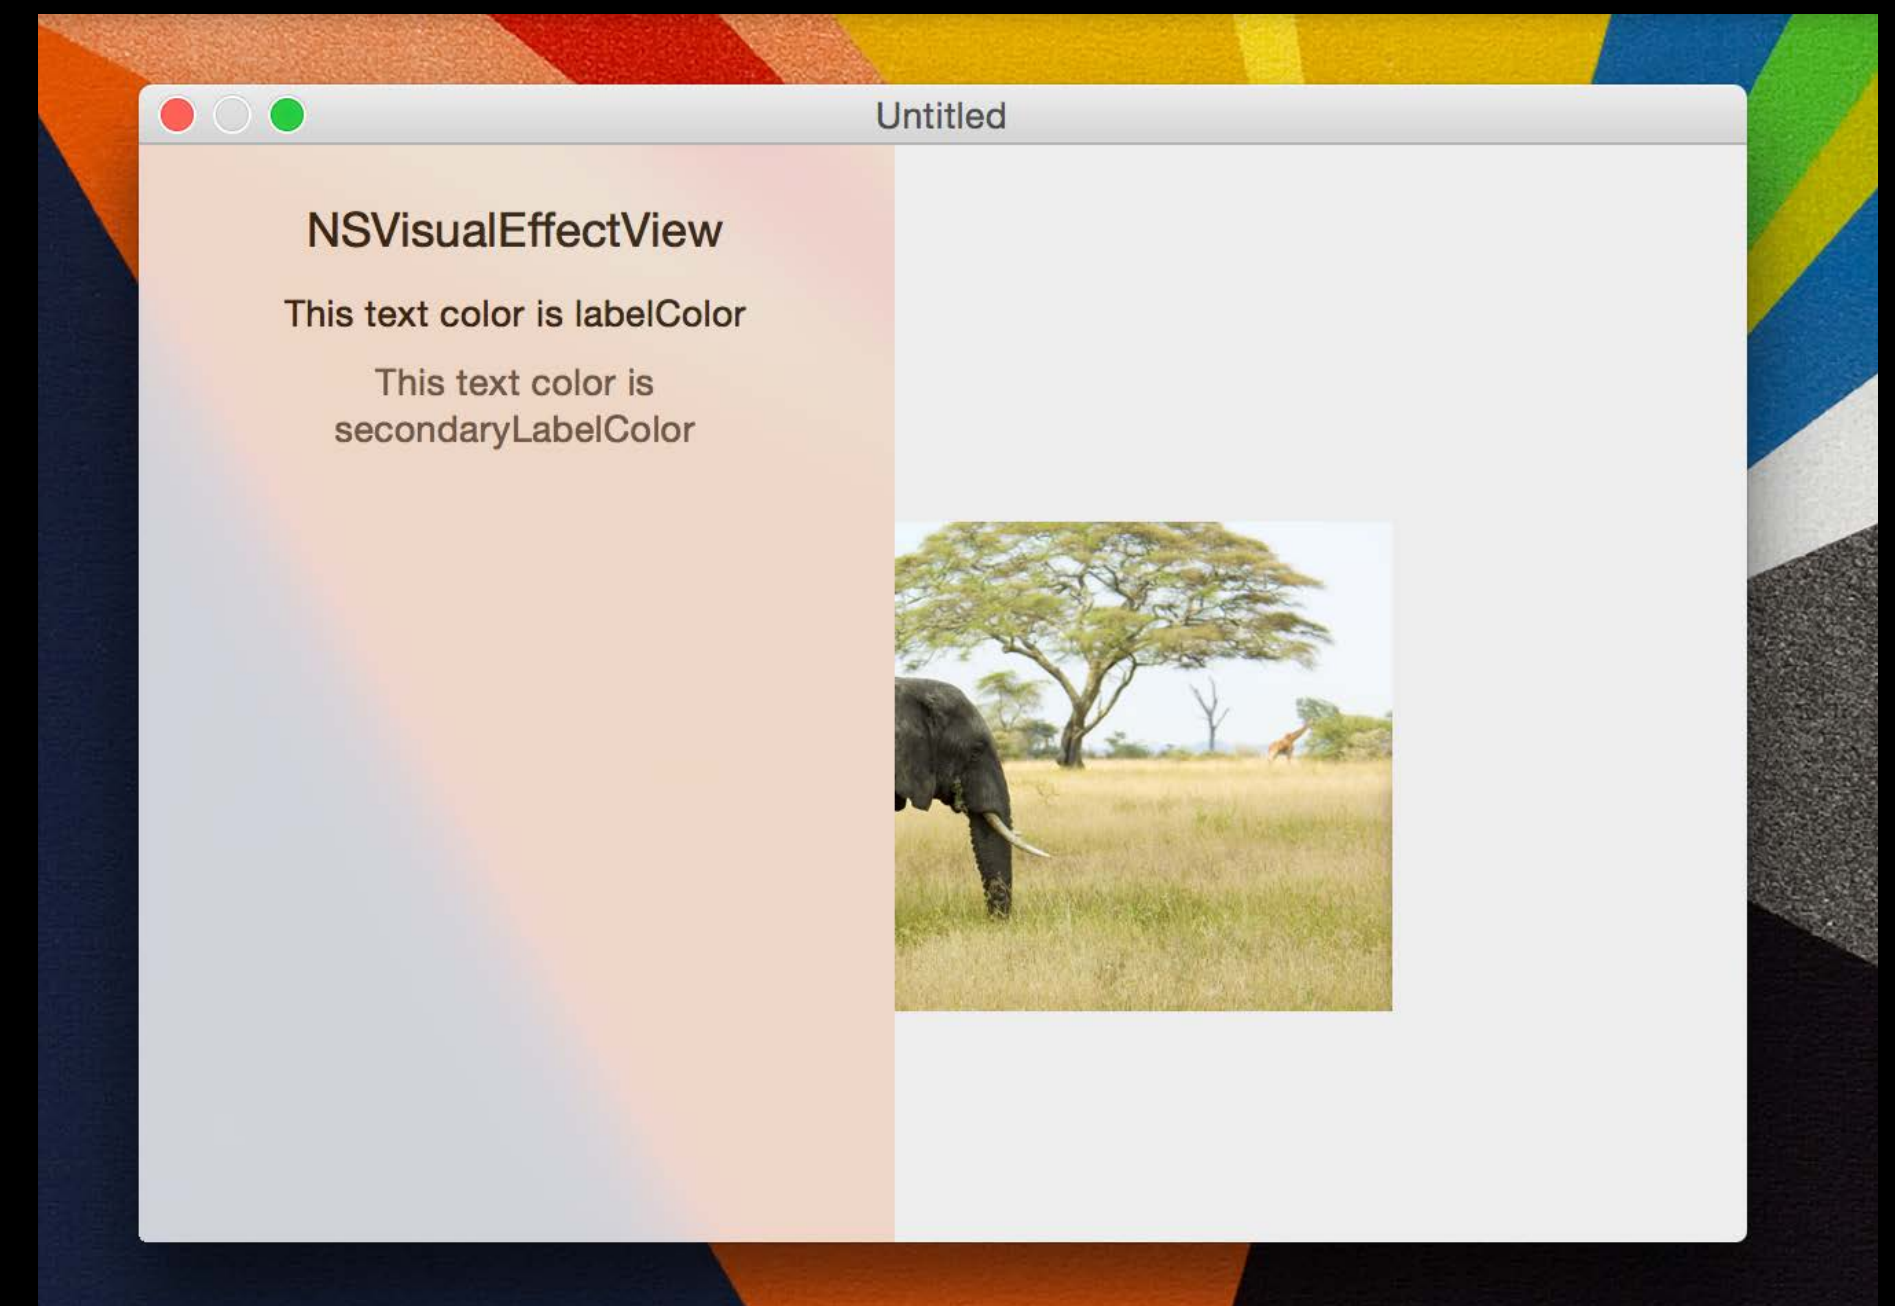 Untitled
NSVisualEffectView
This text color is labelColor
This text color is
secondaryLabelColor